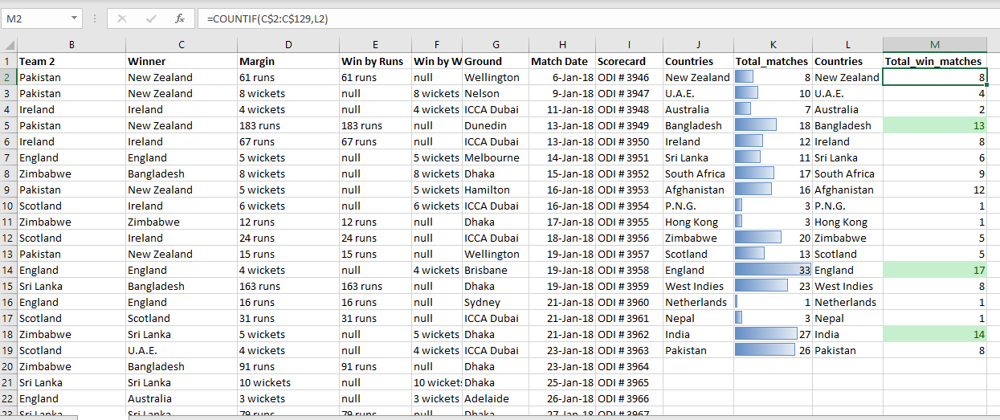 M2 fx =COUNTIF(C$2:C$129,L2)
B C D E F G H I J K L M
1 Team 2 Winner Margin Win by Runs Win by W Ground Match Date Scorecard Countries Total_matches Countries Total_win_matches
2 Pakistan New Zealand 61 runs 61 runs null Wellington 6-Jan-18 ODI # 3946 New Zealand 8 New Zealand 8
3 Pakistan New Zealand 8 wickets null 8 wickets Nelson 9-Jan-18 ODI # 3947 U.A.E. 10 U.A.E. 4
4 Ireland Ireland 4 wickets null 4 wickets ICCA Dubai 11-Jan-18 ODI # 3948 Australia 7 Australia 2
5 Pakistan New Zealand 183 runs 183 runs null Dunedin 13-Jan-18 ODI # 3949 Bangladesh 18 Bangladesh 13
6 Ireland Ireland 67 runs 67 runs null ICCA Dubai 13-Jan-18 ODI # 3950 Ireland 12 Ireland 8
7 England England 5 wickets null 5 wickets Melbourne 14-Jan-18 ODI # 3951 Sri Lanka 11 Sri Lanka 6
8 Zimbabwe Bangladesh 8 wickets null 8 wickets Dhaka 15-Jan-18 ODI # 3952 South Africa 17 South Africa 9
9 Pakistan New Zealand 5 wickets null 5 wickets Hamilton 16-Jan-18 ODI # 3953 Afghanistan 16 Afghanistan 12
10 Scotland Ireland 6 wickets null 6 wickets ICCA Dubai 16-Jan-18 ODI # 3954 P.N.G. 3 P.N.G. 1
11 Zimbabwe Zimbabwe 12 runs 12 runs null Dhaka 17-Jan-18 ODI # 3955 Hong Kong 3 Hong Kong 1
12 Scotland Ireland 24 runs 24 runs null ICCA Dubai 18-Jan-18 ODI # 3956 Zimbabwe 20 Zimbabwe 5
13 Pakistan New Zealand 15 runs 15 runs null Wellington 19-Jan-18 ODI # 3957 Scotland 13 Scotland 5
14 England England 4 wickets null 4 wickets Brisbane 19-Jan-18 ODI # 3958 England 33 England 17
15 Sri Lanka Bangladesh 163 runs 163 runs null Dhaka 19-Jan-18 ODI # 3959 West Indies 23 West Indies 8
16 England England 16 runs 16 runs null Sydney 21-Jan-18 ODI # 3960 Netherlands 1 Netherlands 1
17 Scotland Scotland 31 runs 31 runs null ICCA Dubai 21-Jan-18 ODI # 3961 Nepal 3 Nepal 1
18 Zimbabwe Sri Lanka 5 wickets null 5 wickets Dhaka 21-Jan-18 ODI # 3962 India 27 India 14
19 Scotland U.A.E. 4 wickets null 4 wickets ICCA Dubai 23-Jan-18 ODI # 3963 Pakistan 26 Pakistan 8
20 Zimbabwe Bangladesh 91 runs 91 runs null Dhaka 23-Jan-18 ODI # 3964
21 Sri Lanka Sri Lanka 10 wickets null 10 wicket Dhaka 25-Jan-18 ODI # 3965
22 England Australia 3 wickets null 3 wickets Adelaide 26-Jan-18 ODI # 3966
23 Sri Lanka Sri Lanka 79 runs 79 runs null Dhaka 27-Jan-18 ODI # 3967